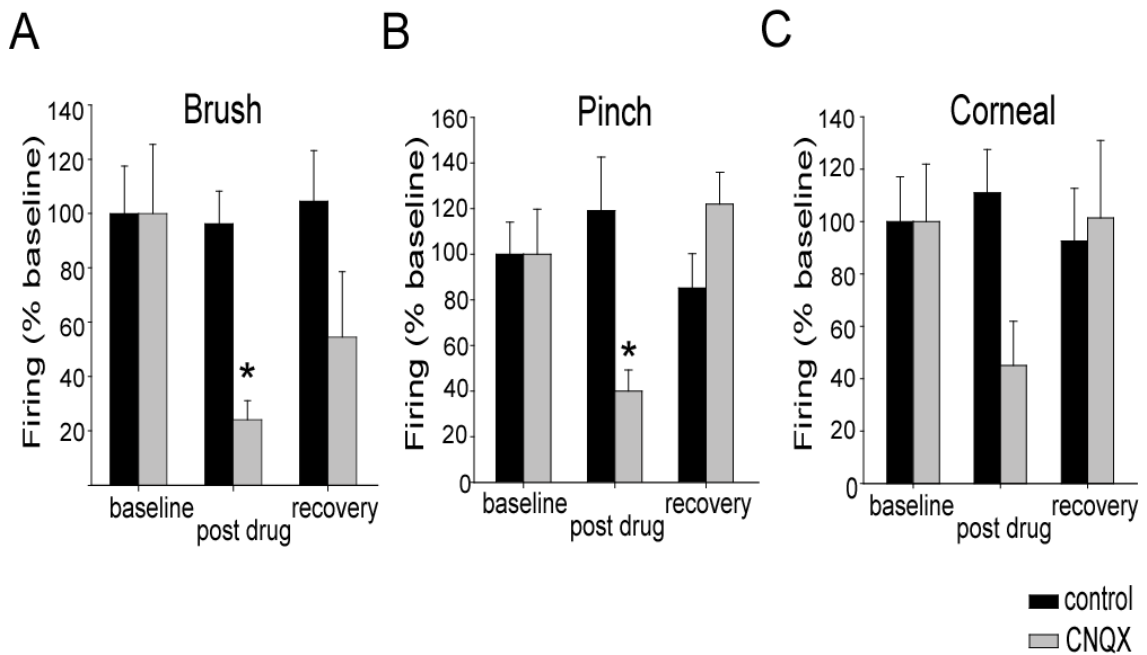 A
Brush
Firing (% baseline)
140
120
100
80
60
40
20
*
baseline
post drug
recovery
B
Pinch
Firing (% baseline)
160
140
120
100
80
60
40
20
0
*
baseline
post drug
recovery
C
Corneal
Firing (% baseline)
140
120
100
80
60
40
20
0
baseline
post drug
recovery
control
CNQX